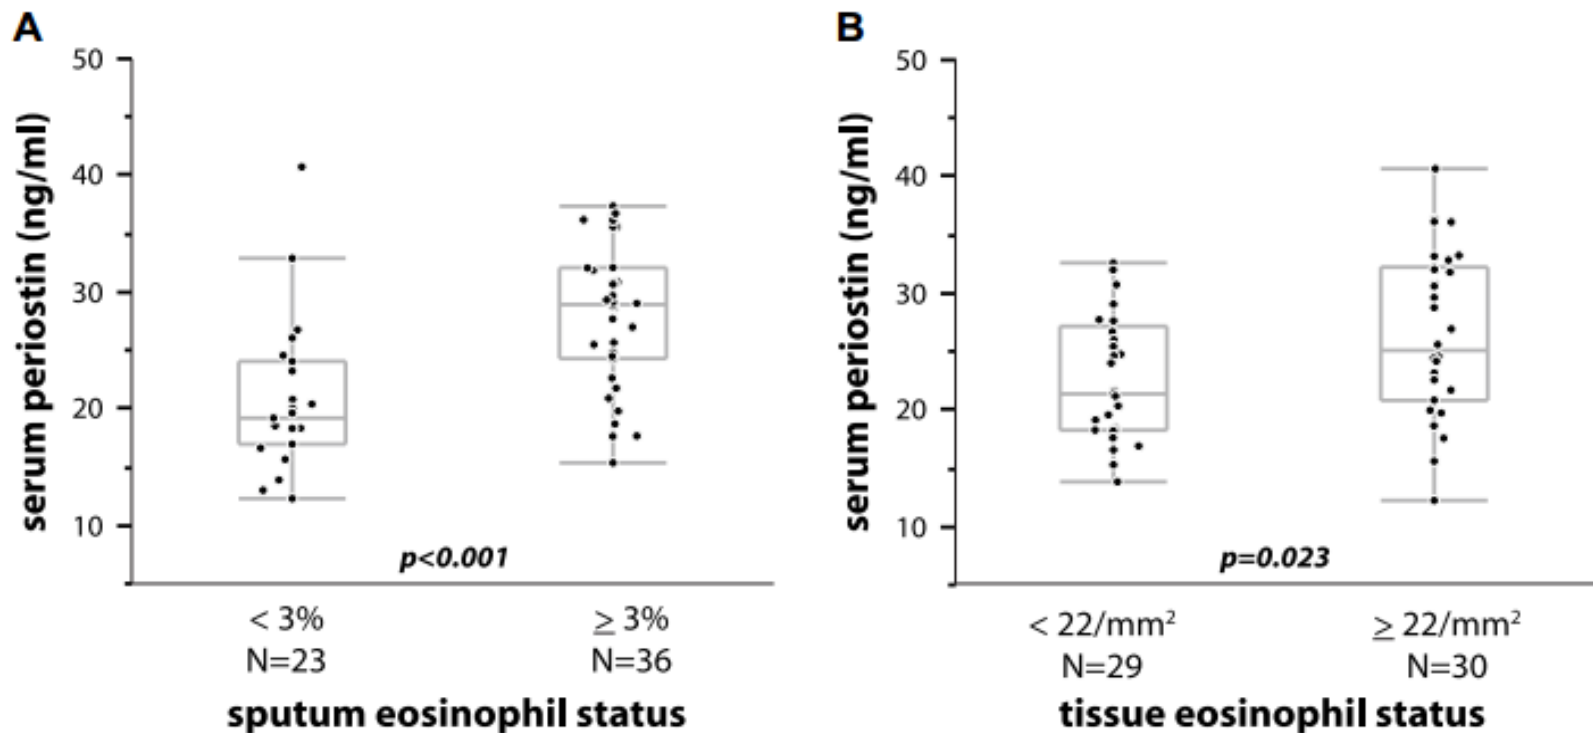 A
serum periostin (ng/ml)
50
40
30
20
10
p<0.001
< 3%
N=23
≥ 3%
N=36
sputum eosinophil status
B
serum periostin (ng/ml)
50
40
30
20
10
p=0.023
< 22/mm²
N=29
≥ 22/mm²
N=30
tissue eosinophil status